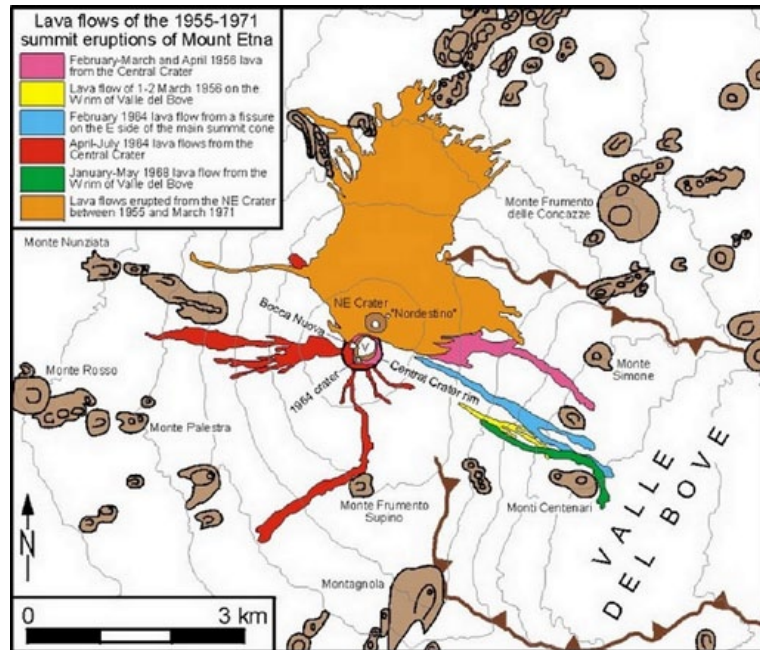 Lava flows of the 1955-1971
summit eruptions of Mount Etna
February-March and April 1956 lava
from the Central Crater
Lava flow of 1-2 March 1956 on the
W rim of Valle del Bove
February 1964 lava flow from a fissure
on the E side of the main summit cone
April-July 1964 lava flows from the
Central Crater
January-May 1968 lava flow from the
W rim of Valle del Bove
Lava flows erupted from the NE Crater
between 1955 and March 1971
Monte Frumento
delle Concazze
Monte Nunziata
NE Crater
"Nordestino"
Bocca Nuova
V
Central Crater rim
1964 crater
Monte
Simone
Monte Rosso
Monte Palestra
Monte Frumento
Supino
Monti Centenari
VALLE
DEL BOVE
N
Montagnola
0
3 km